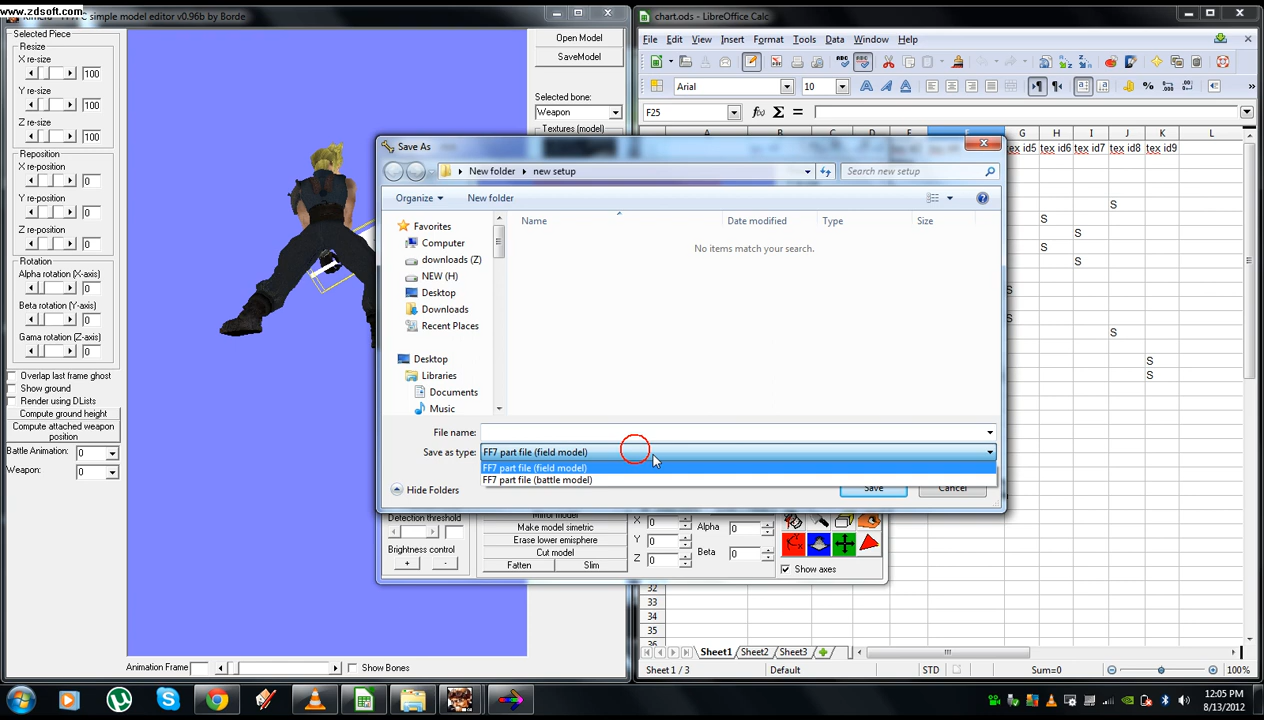 www.zdsoft.com
simple model editor v0.96b by Borde
chart.ods - LibreOffice Calc
Selected Piece
Resize
X re-size
100
Y re-size
100
Z re-size
100
Reposition
X re-position
0
Y re-position
0
Z re-position
0
Rotation
Alpha rotation (X-axis)
0
Beta rotation (Y-axis)
0
Gama rotation (Z-axis)
0
Overlap last frame ghost
Show ground
Render using DLists
Compute ground height
Compute attached weapon
position
Battle Animation: 0
Weapon: 0
Open Model
SaveModel
Selected bone:
Weapon
Textures (model)
Animation Frame
Show Bones
File Edit View Insert Format Tools Data Window Help
Arial 10
F25
G H I J K L
tex id5 tex id6 tex id7 tex id8 tex id9
S
S
S
S
S
S
S
S
S
S
Save As
New folder new setup
Search new setup
Organize New folder
Name Date modified Type Size
No items match your search.
Favorites
Computer
downloads (Z)
NEW (H)
Desktop
Downloads
Recent Places
Desktop
Libraries
Documents
Music
File name:
Save as type: FF7 part file (field model)
FF7 part file (field model)
FF7 part file (battle model)
Hide Folders
Save Cancel
Detection threshold
Brightness control
+ -
Mirror model
Make model simetric
Erase lower emisphere
Cut model
Fatten Slim
X 0 Alpha 0
Y 0
Z 0 Beta 0
Show axes
32
33
34
35
36
Sheet1 Sheet2 Sheet3
Sheet 1 / 3 Default STD Sum=0 100%
12:05 PM
8/13/2012